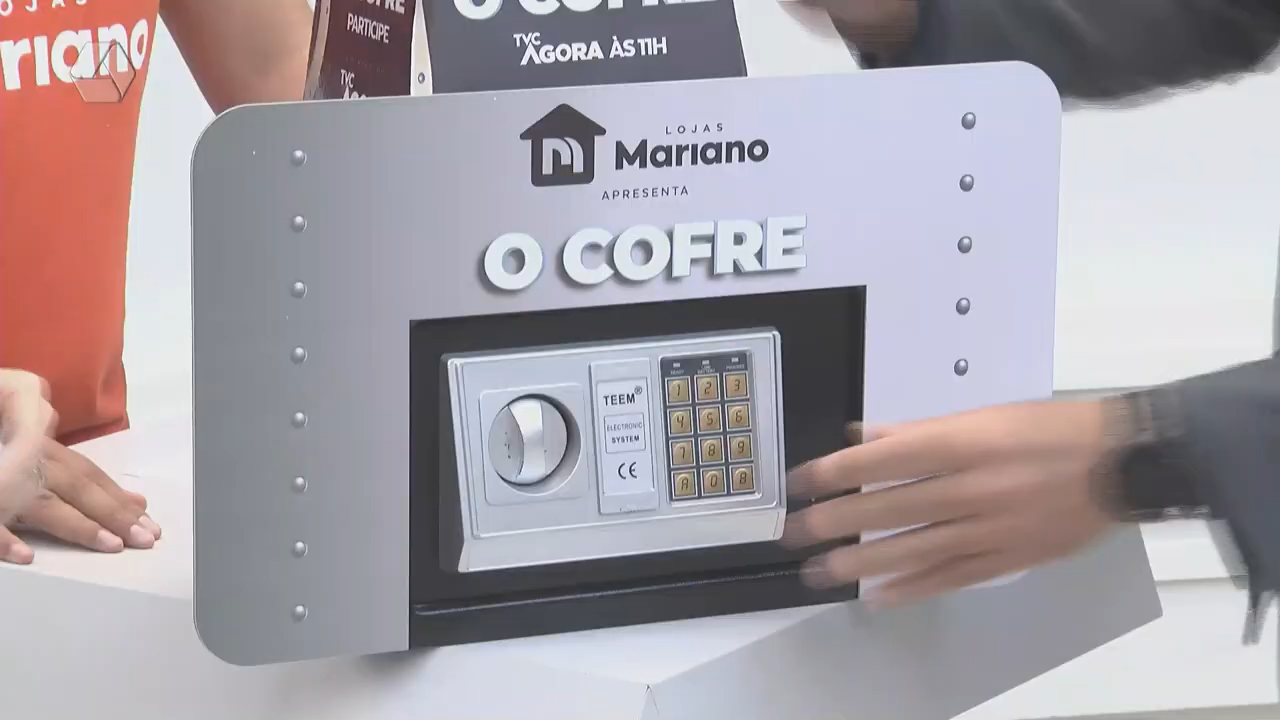 OJAS
riano
COFRE
PARTICIPE
TVC
O COFRE
TVC
AGORA ÀS 11H
LOJAS
Mariano
APRESENTA
O COFRE
TEEM®
ELECTRONIC
SYSTEM
CE
1 2 3
4 5 6
7 8 9
A 0 B